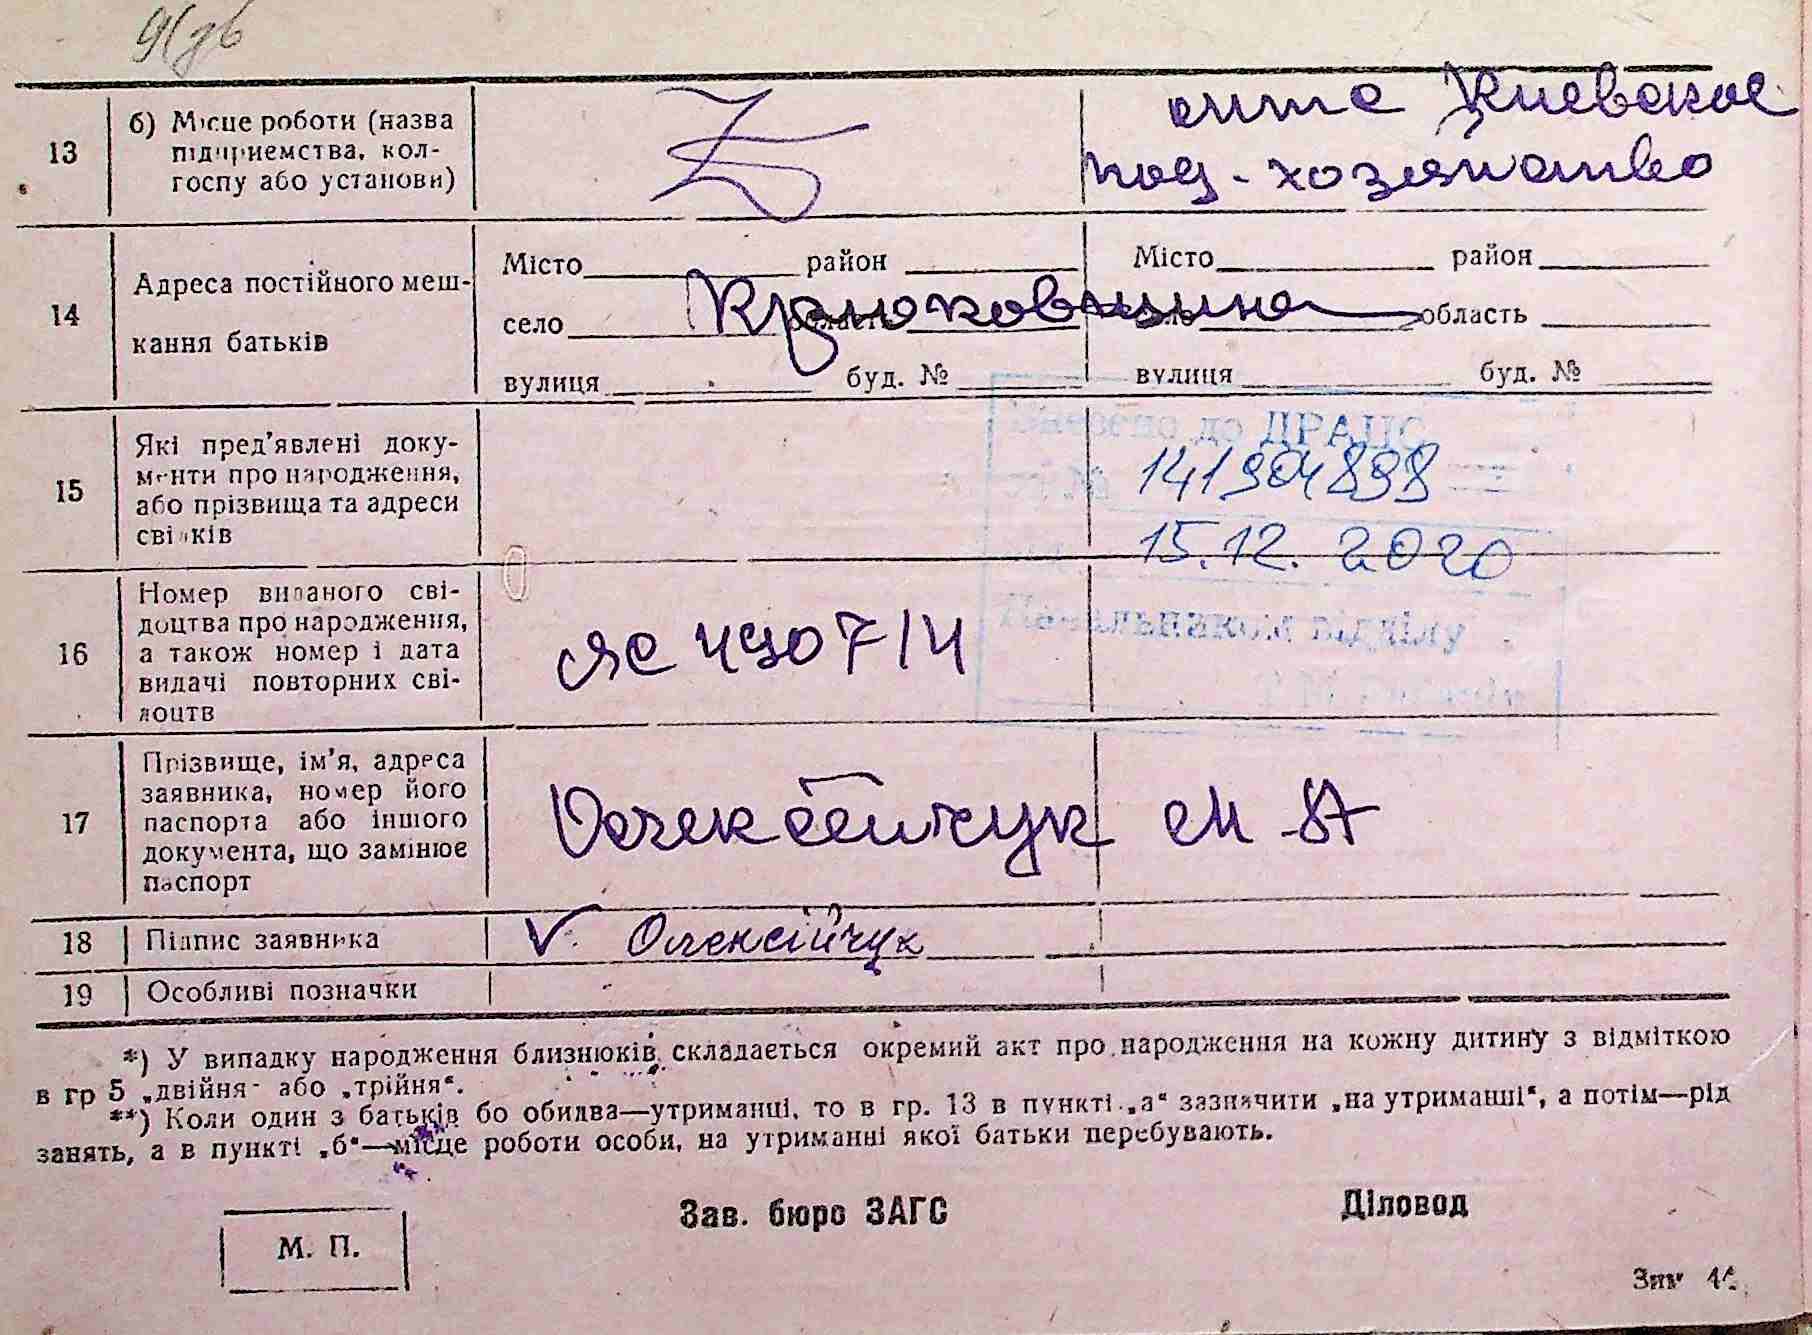 13
б) Місце роботи (назва
підприємства, кол-
госпу або установи)
Киевское
под-хозяйство
14
Адреса постійного меш-
кання батьків
Місто район Місто район
село Крюковщина область
вулиця буд. № вулиця буд. №
15
Які пред'явлені доку-
менти про народження,
або прізвища та адреси
свідків
Внесено до ДРАЦС
№ 141904898
15.12.2020
Начальником відділу
16
Номер виданого сві-
доцтва про народження,
а також номер і дата
видачі повторних сві-
доцтв
ЯС 490714
17
Прізвище, ім'я, адреса
заявника, номер його
паспорта або іншого
документа, що замінює
паспорт
Олексейчук М А
18 Підпис заявника V Олексійчук
19 Особливі позначки
*) У випадку народження близнюків складається окремий акт про народження на кожну дитину з відміткою
в гр 5 „двійня" або „трійня".
**) Коли один з батьків бо обидва—утриманці, то в гр. 13 в пункті „а" зазначити „на утриманні", а потім—рід
занять, а в пункті „б"—місце роботи особи, на утриманні якої батьки перебувають.
Зав. бюро ЗАГС Діловод
М. П.